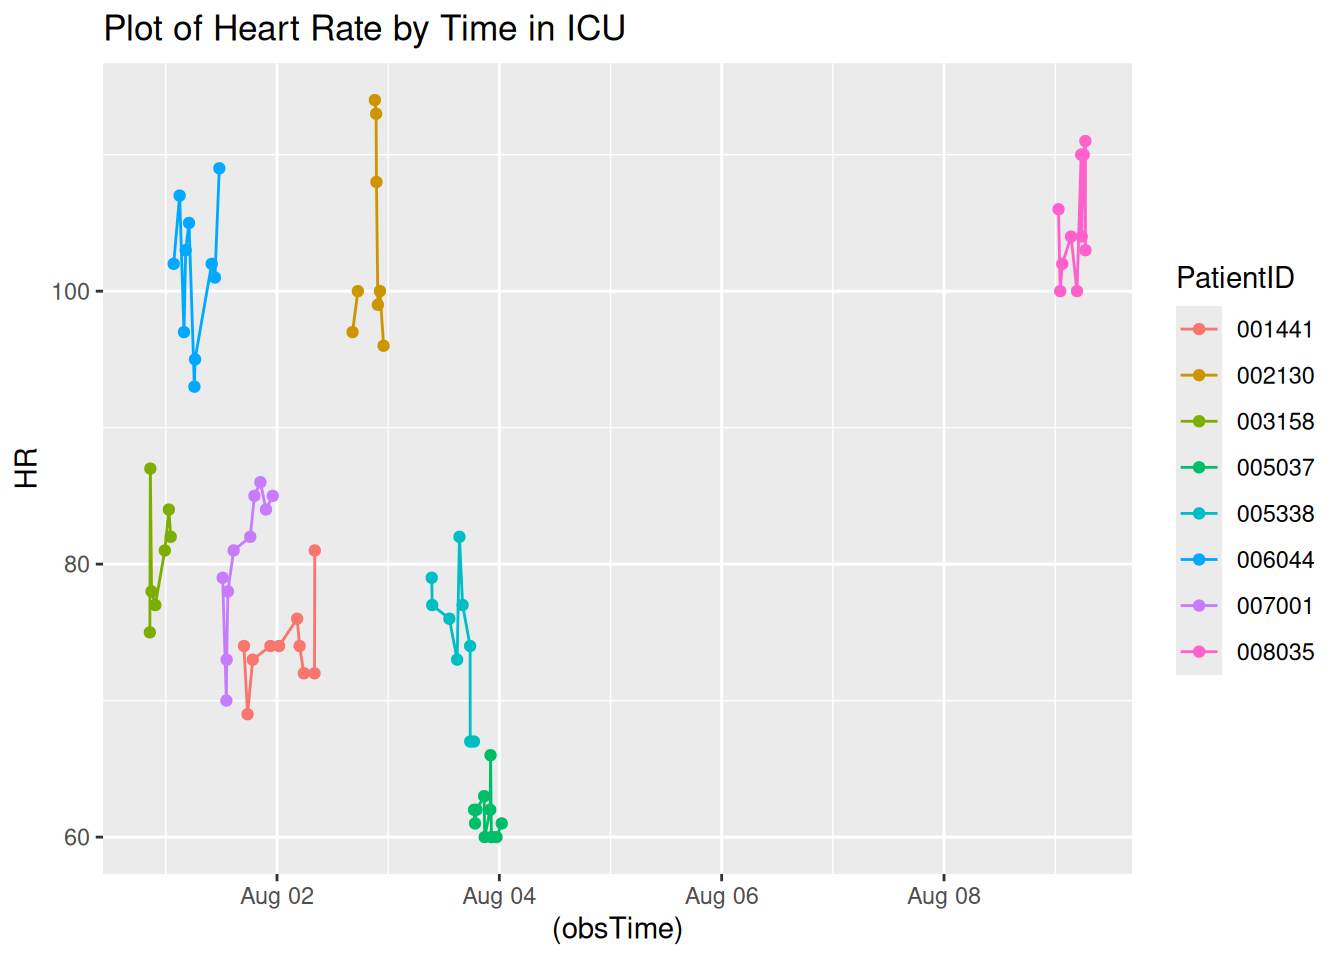 Plot of Heart Rate by Time in ICU
HR
100
80
60
Aug 02 Aug 04 Aug 06 Aug 08
(obsTime)
PatientID
001441
002130
003158
005037
005338
006044
007001
008035